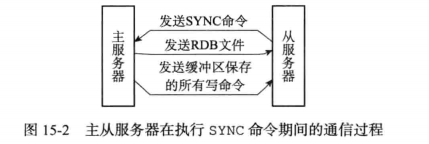 主服务器
发送SYNC命令
发送RDB文件
发送缓冲区保存
的所有写命令
从服务器
图 15-2 主从服务器在执行 SYNC 命令期间的通信过程